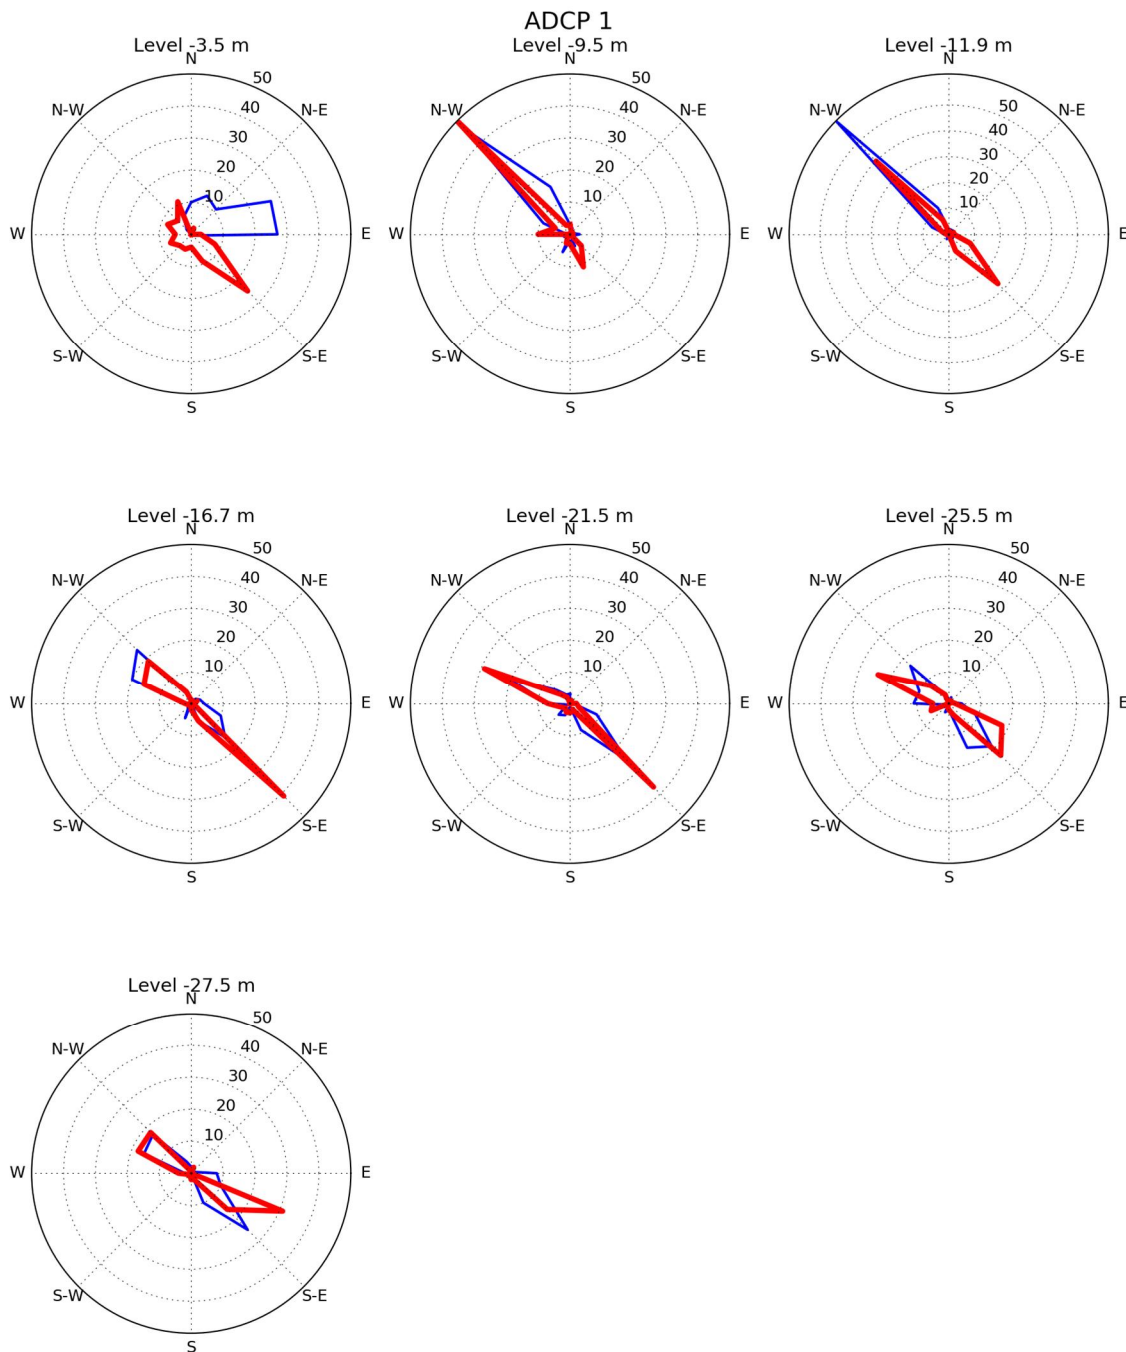 ADCP 1
Level -3.5 m
N
50
40
30
20
10
N-W
N-E
W
E
S-W
S-E
S
Level -9.5 m
N
50
40
30
20
10
N-W
N-E
W
E
S-W
S-E
S
Level -11.9 m
N
50
40
30
20
10
N-W
N-E
W
E
S-W
S-E
S
Level -16.7 m
N
50
40
30
20
10
N-W
N-E
W
E
S-W
S-E
S
Level -21.5 m
N
50
40
30
20
10
N-W
N-E
W
E
S-W
S-E
S
Level -25.5 m
N
50
40
30
20
10
N-W
N-E
W
E
S-W
S-E
S
Level -27.5 m
N
50
40
30
20
10
N-W
N-E
W
E
S-W
S-E
S